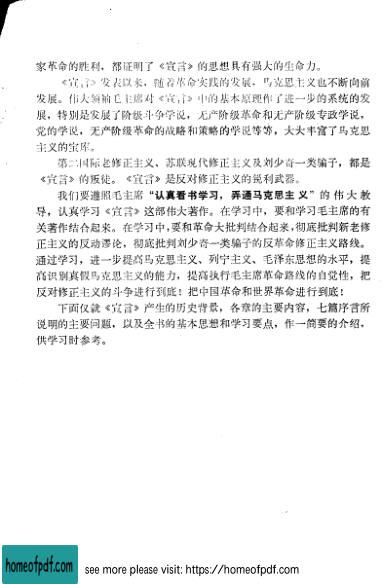 家革命的胜利，都证明了《宣言》的思想具有强大的生命力。
《宣言》发表以来，随着革命实践的发展，马克思主义也不断向前
发展。伟大领袖毛主席对《宣言》中的基本原理作了进一步的系统的发
展，特别是发展了阶级斗争学说，无产阶级革命和无产阶级专政学说，
党的学说，无产阶级革命的战略和策略的学说等等，大大丰富了马克思
主义的宝库。
第二国际老修正主义、苏联现代修正主义及刘少奇一类骗子，都是
《宣言》的叛徒。《宣言》是反对修正主义的锐利武器。
我们要遵照毛主席“认真看书学习，弄通马克思主义”的伟大教
导，认真学习《宣言》这部伟大著作。在学习中，要和学习毛主席的有
关著作结合起来。在学习中，要和革命大批判结合起来，彻底批判新老修
正主义的反动谬论，彻底批判刘少奇一类骗子的反革命修正主义路线。
通过学习，进一步提高马克思主义、列宁主义、毛泽东思想的水平，提
高识别真假马克思主义的能力，提高执行毛主席革命路线的自觉性，把
反对修正主义的斗争进行到底！把中国革命和世界革命进行到底！
下面仅就《宣言》产生的历史背景，各章的主要内容，七篇序言所
说明的主要问题，以及全书的基本思想和学习要点，作一简要的介绍，
供学习时参考。
homeofpdf.com
see more please visit: https://homeofpdf.com